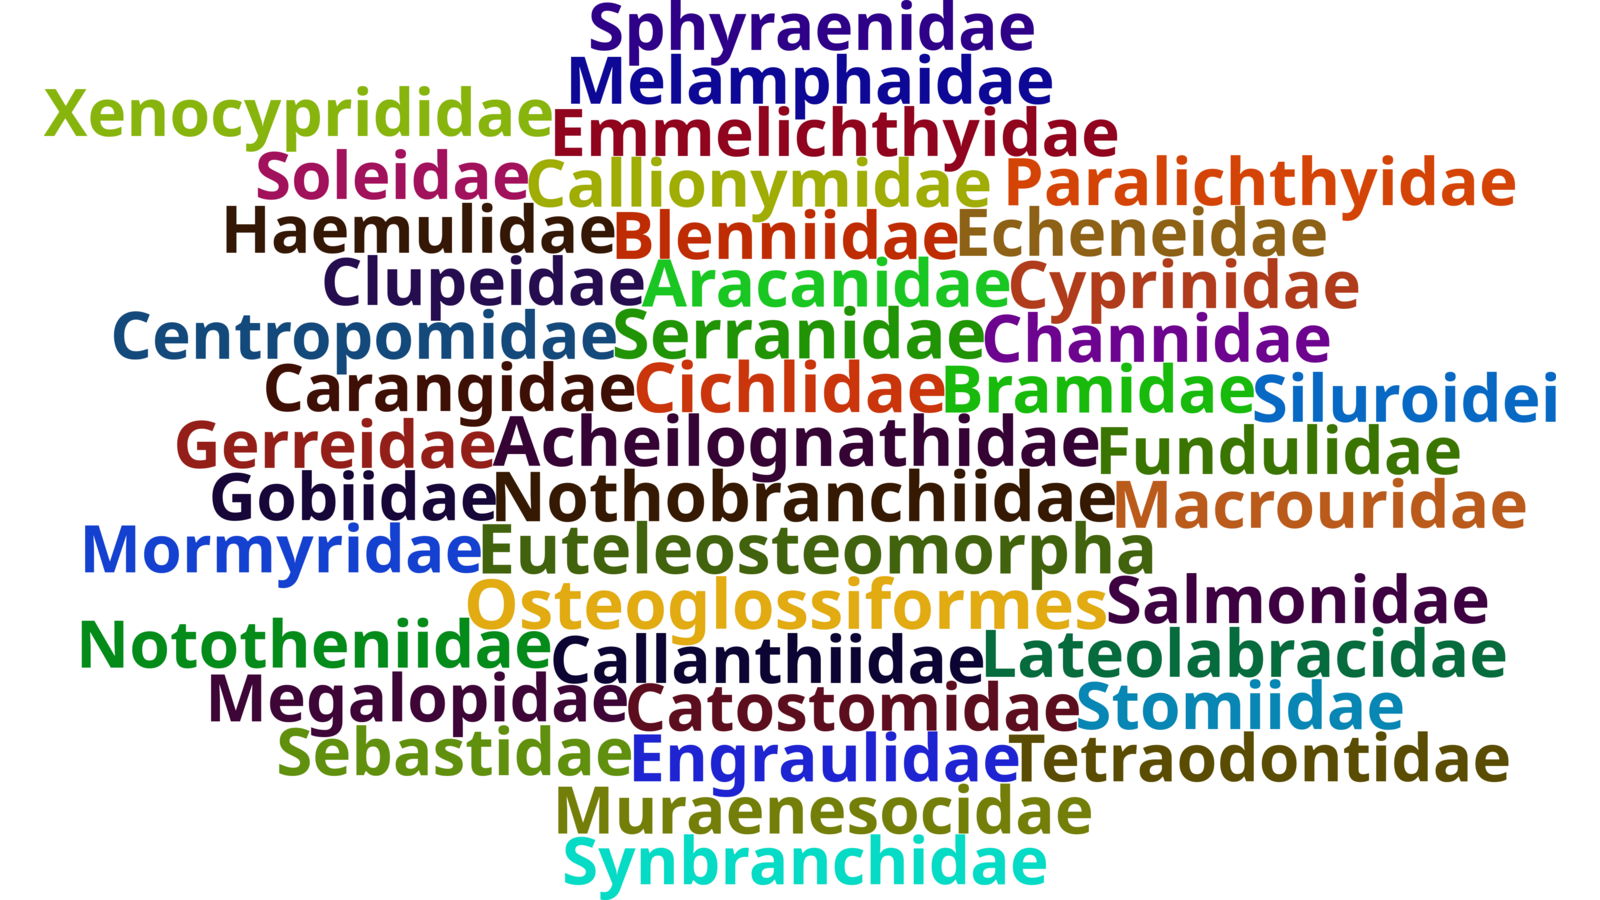 Sphyraenidae
Melamphaidae
Xenocyprididae Emmelichthyidae
Soleidae Callionymidae Paralichthyidae
Haemulidae Blenniidae Echeneidae
Clupeidae Aracanidae Cyprinidae
Centropomidae Serranidae Channidae
Carangidae Cichlidae Bramidae Siluroidei
Gerreidae Acheilognathidae Fundulidae
Gobiidae Nothobranchiidae Macrouridae
Mormyridae Euteleosteomorpha
Osteoglossiformes Salmonidae
Nototheniidae Callanthiidae Lateolabracidae
Megalopidae Catostomidae Stomiidae
Sebastidae Engraulidae Tetraodontidae
Muraenesocidae
Synbranchidae